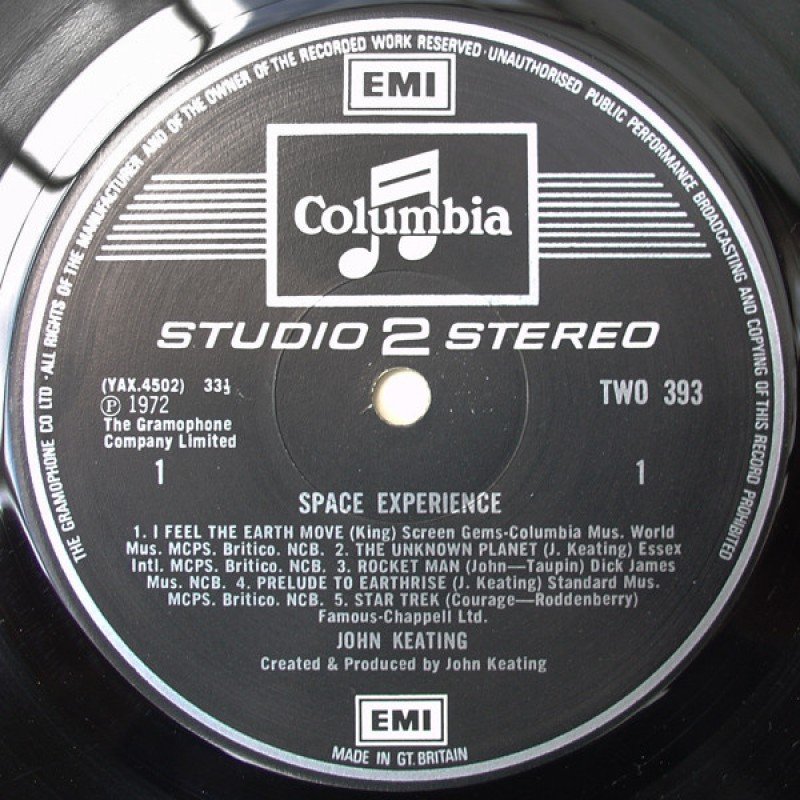 THE GRAMOPHONE CO LTD · ALL RIGHTS OF THE MANUFACTURER AND OF THE OWNER OF THE RECORDED WORK RESERVED · UNAUTHORISED PUBLIC PERFORMANCE BROADCASTING AND COPYING OF THIS RECORD PROHIBITED
EMI
Columbia
STUDIO 2 STEREO
(YAX.4502) 33⅓
TWO 393
Ⓟ 1972
The Gramophone
Company Limited
1
1
SPACE EXPERIENCE
1. I FEEL THE EARTH MOVE (King) Screen Gems-Columbia Mus. World
Mus. MCPS. Britico. NCB. 2. THE UNKNOWN PLANET (J. Keating) Essex
Intl. MCPS. Britico. NCB. 3. ROCKET MAN (John—Taupin) Dick James
Mus. NCB. 4. PRELUDE TO EARTHRISE (J. Keating) Standard Mus.
MCPS. Britico. NCB. 5. STAR TREK (Courage—Roddenberry)
Famous-Chappell Ltd.
JOHN KEATING
Created & Produced by John Keating
EMI
MADE IN GT. BRITAIN